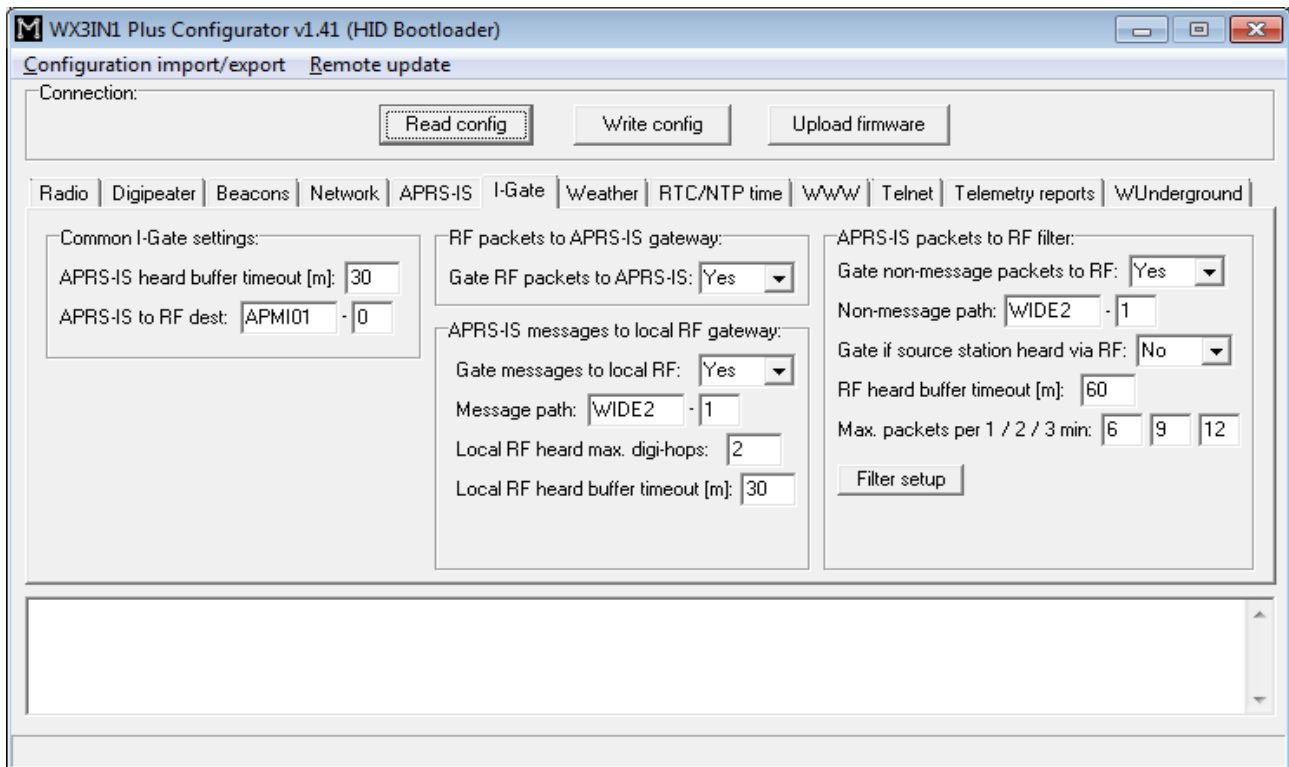 WX3IN1 Plus Configurator v1.41 (HID Bootloader)
Configuration import/export Remote update
Connection:
Read config Write config Upload firmware
Radio Digipeater Beacons Network APRS-IS I-Gate Weather RTC/NTP time WWW Telnet Telemetry reports WUnderground
Common I-Gate settings:
APRS-IS heard buffer timeout [m]: 30
APRS-IS to RF dest: APMI01 - 0
RF packets to APRS-IS gateway:
Gate RF packets to APRS-IS: Yes
APRS-IS messages to local RF gateway:
Gate messages to local RF: Yes
Message path: WIDE2 - 1
Local RF heard max. digi-hops: 2
Local RF heard buffer timeout [m]: 30
APRS-IS packets to RF filter:
Gate non-message packets to RF: Yes
Non-message path: WIDE2 - 1
Gate if source station heard via RF: No
RF heard buffer timeout [m]: 60
Max. packets per 1 / 2 / 3 min: 6 9 12
Filter setup